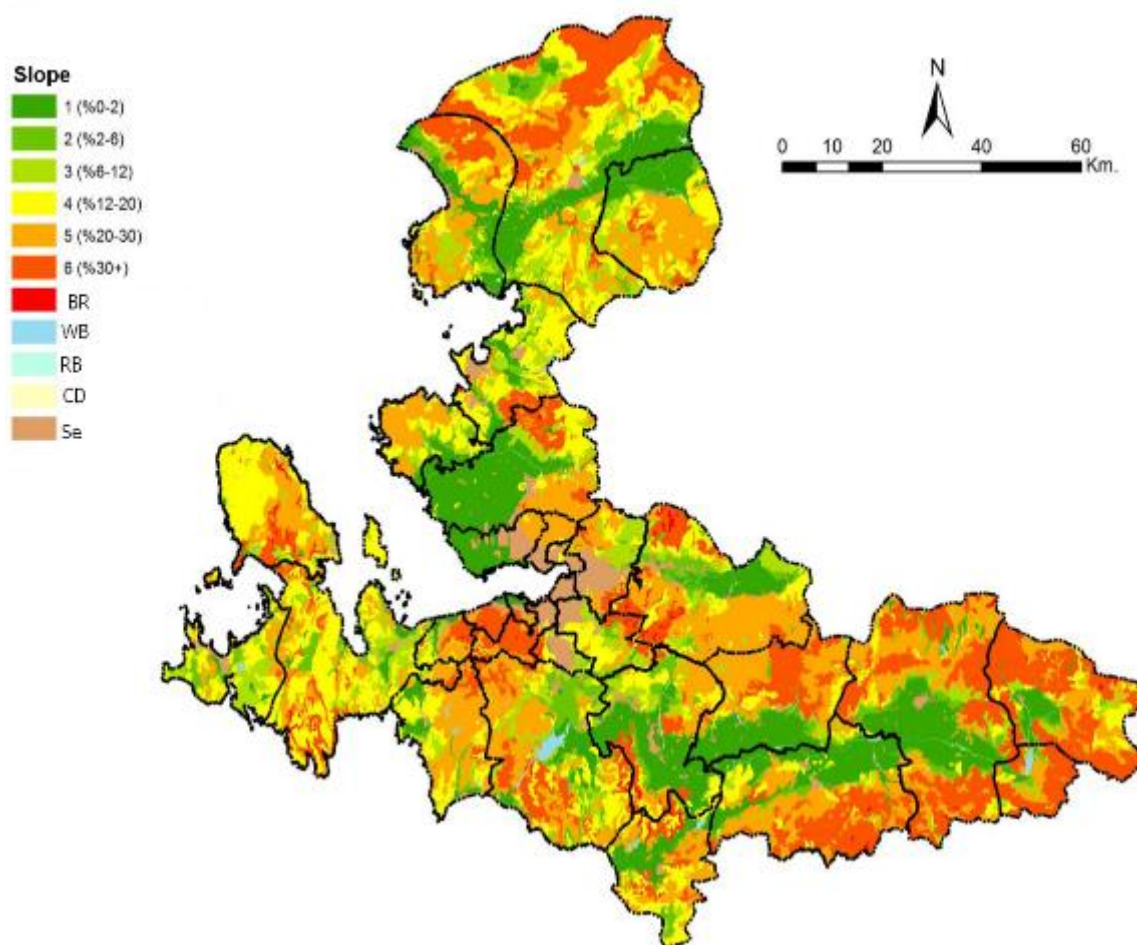 Slope
1 (%0-2)
2 (%2-6)
3 (%6-12)
4 (%12-20)
5 (%20-30)
6 (%30+)
BR
WB
RB
CD
Se
N
0 10 20 40 60
Km.